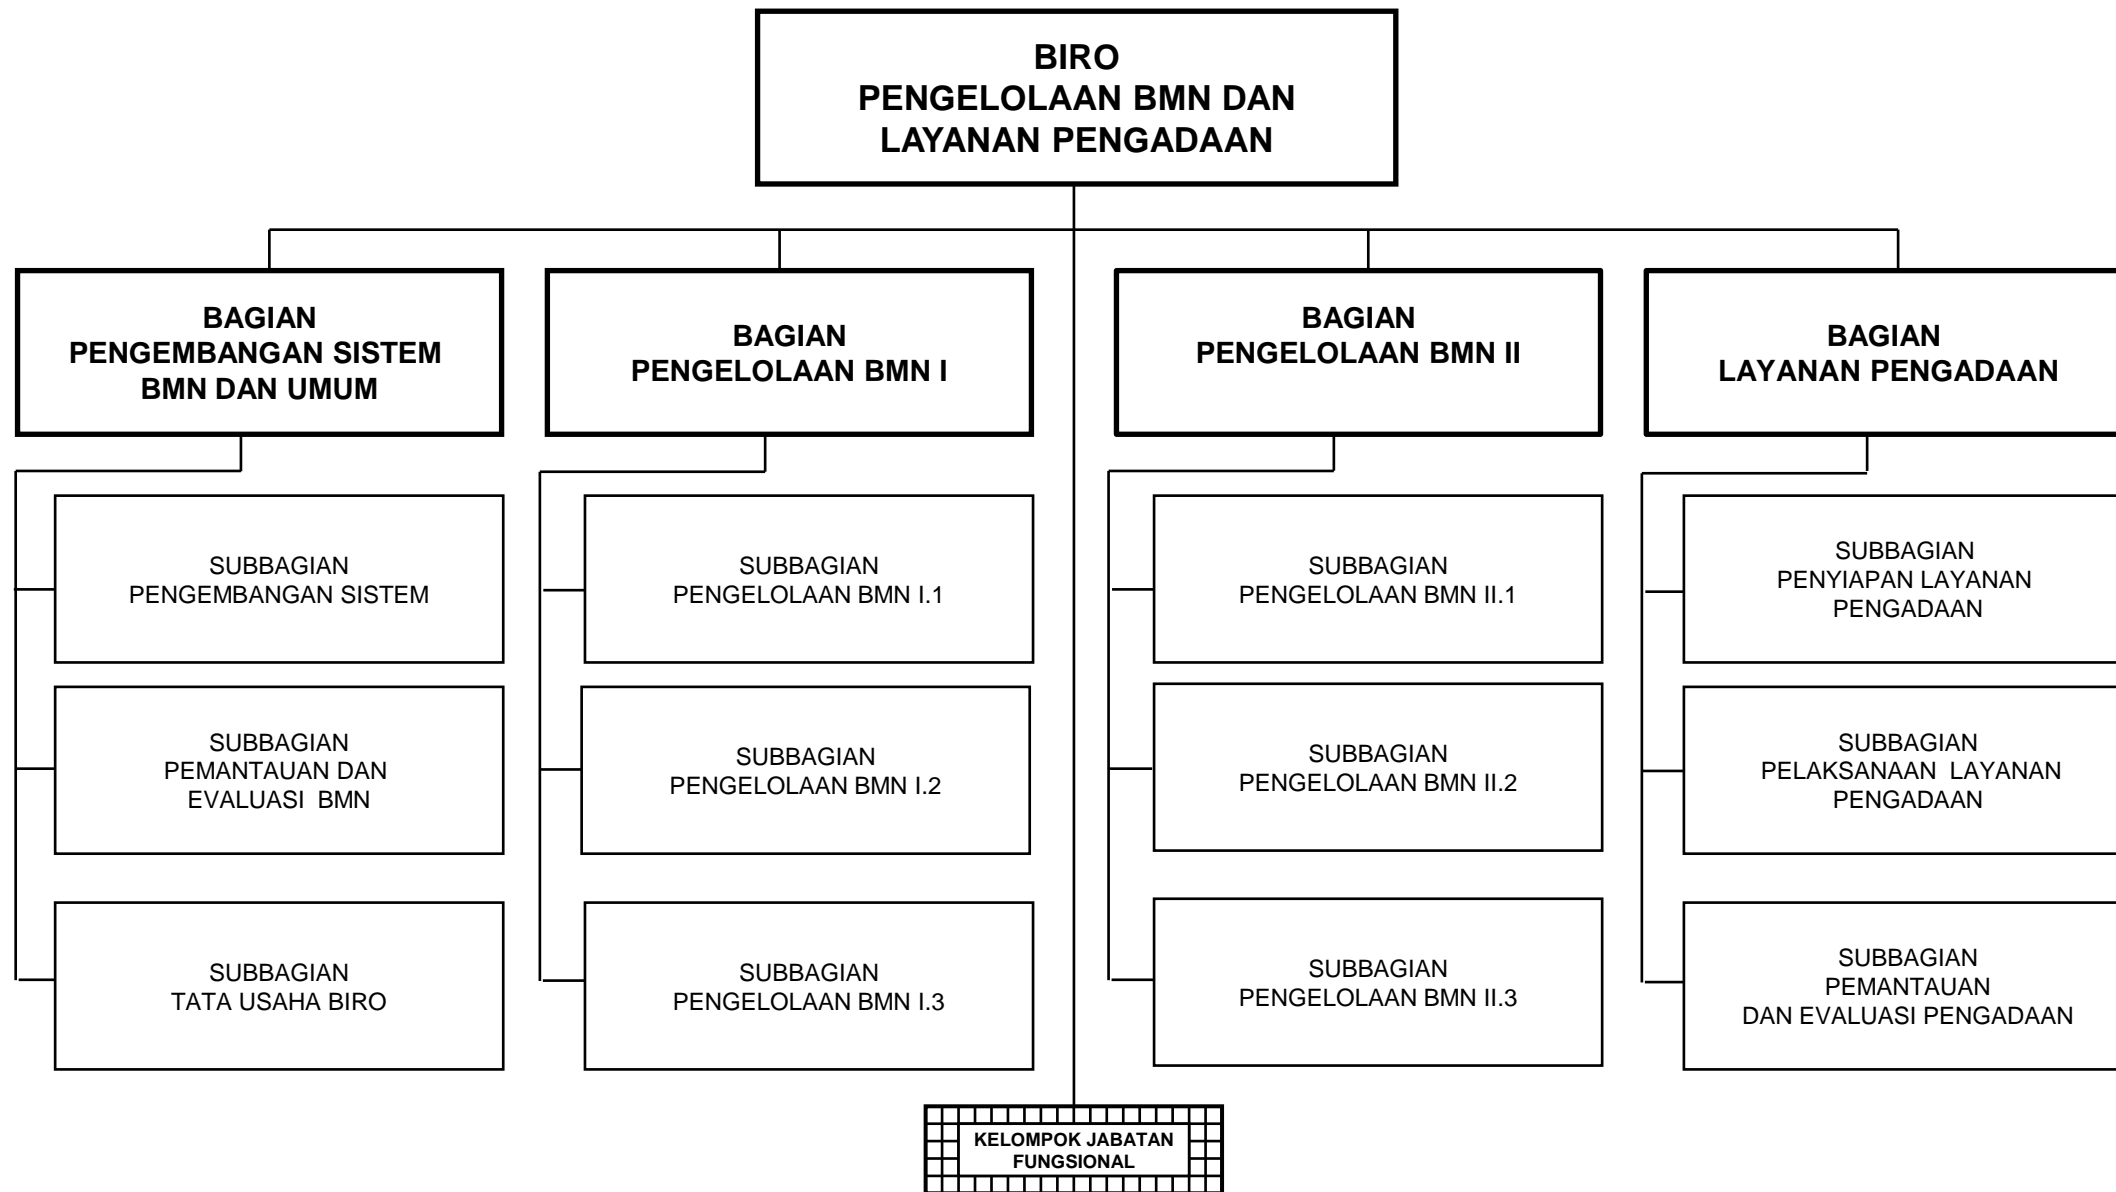 BIRO
PENGELOLAAN BMN DAN
LAYANAN PENGADAAN
BAGIAN
PENGEMBANGAN SISTEM
BMN DAN UMUM
BAGIAN
PENGELOLAAN BMN I
BAGIAN
PENGELOLAAN BMN II
BAGIAN
LAYANAN PENGADAAN
SUBBAGIAN
PENGEMBANGAN SISTEM
SUBBAGIAN
PENGELOLAAN BMN I.1
SUBBAGIAN
PENGELOLAAN BMN II.1
SUBBAGIAN
PENYIAPAN LAYANAN
PENGADAAN
SUBBAGIAN
PEMANTAUAN DAN
EVALUASI BMN
SUBBAGIAN
PENGELOLAAN BMN I.2
SUBBAGIAN
PENGELOLAAN BMN II.2
SUBBAGIAN
PELAKSANAAN LAYANAN
PENGADAAN
SUBBAGIAN
TATA USAHA BIRO
SUBBAGIAN
PENGELOLAAN BMN I.3
SUBBAGIAN
PENGELOLAAN BMN II.3
SUBBAGIAN
PEMANTAUAN
DAN EVALUASI PENGADAAN
KELOMPOK JABATAN
FUNGSIONAL